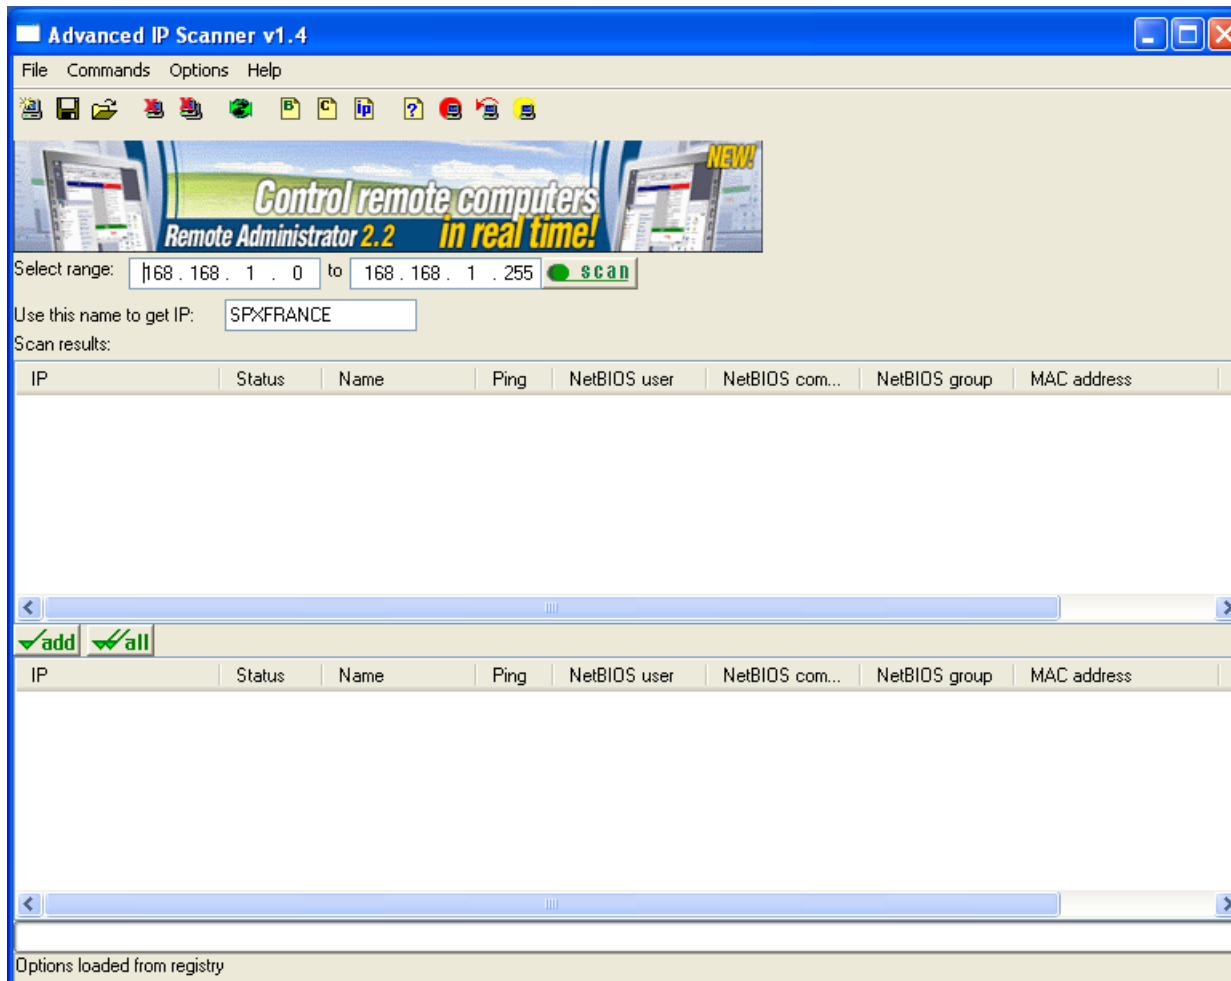 Advanced IP Scanner v1.4
File Commands Options Help
B C ip ?
NEW!
Control remote computers
Remote Administrator 2.2 in real time!
Select range: 168 . 168 . 1 . 0 to 168 . 168 . 1 . 255 scan
Use this name to get IP: SPXFRANCE
Scan results:
IP Status Name Ping NetBIOS user NetBIOS com... NetBIOS group MAC address
add all
IP Status Name Ping NetBIOS user NetBIOS com... NetBIOS group MAC address
Options loaded from registry